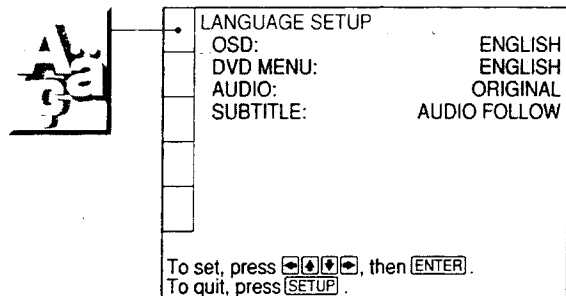 LANGUAGE SETUP
OSD: ENGLISH
DVD MENU: ENGLISH
AUDIO: ORIGINAL
SUBTITLE: AUDIO FOLLOW
To set, press ←↑↓→, then ENTER.
To quit, press SETUP.